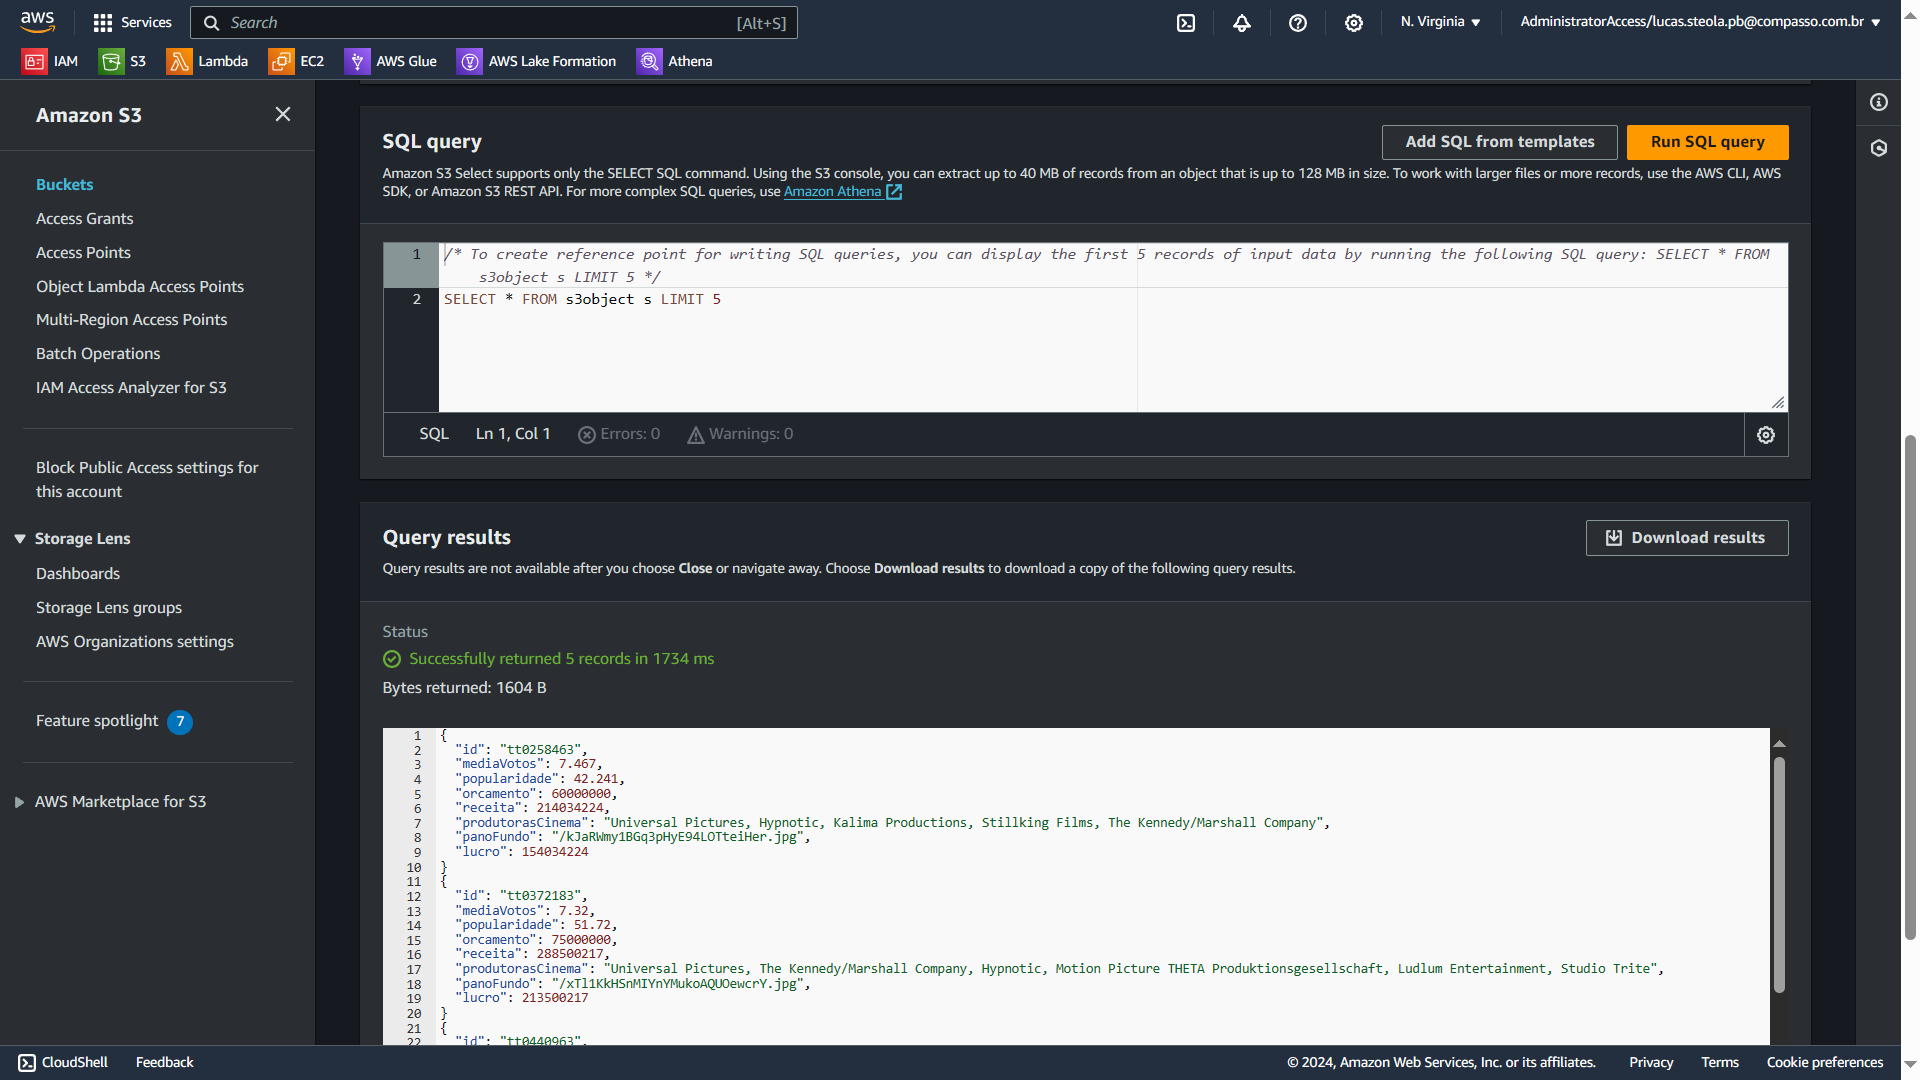 aws
Services
Search
[Alt+S]
N. Virginia
AdministratorAccess/lucas.steola.pb@compasso.com.br
IAM
S3
Lambda
EC2
AWS Glue
AWS Lake Formation
Athena
Amazon S3
Buckets
Access Grants
Access Points
Object Lambda Access Points
Multi-Region Access Points
Batch Operations
IAM Access Analyzer for S3
Block Public Access settings for
this account
Storage Lens
Dashboards
Storage Lens groups
AWS Organizations settings
Feature spotlight 7
AWS Marketplace for S3
SQL query
Add SQL from templates
Run SQL query
Amazon S3 Select supports only the SELECT SQL command. Using the S3 console, you can extract up to 40 MB of records from an object that is up to 128 MB in size. To work with larger files or more records, use the AWS CLI, AWS
SDK, or Amazon S3 REST API. For more complex SQL queries, use Amazon Athena
1 /* To create reference point for writing SQL queries, you can display the first 5 records of input data by running the following SQL query: SELECT * FROM
s3object s LIMIT 5 */
2 SELECT * FROM s3object s LIMIT 5
SQL Ln 1, Col 1 Errors: 0 Warnings: 0
Query results
Download results
Query results are not available after you choose Close or navigate away. Choose Download results to download a copy of the following query results.
Status
Successfully returned 5 records in 1734 ms
Bytes returned: 1604 B
1 {
2 "id": "tt0258463",
3 "mediaVotos": 7.467,
4 "popularidade": 42.241,
5 "orcamento": 60000000,
6 "receita": 214034224,
7 "produtorasCinema": "Universal Pictures, Hypnotic, Kalima Productions, Stillking Films, The Kennedy/Marshall Company",
8 "panoFundo": "/kJaRWmy1BGq3pHyE94LOTteiHer.jpg",
9 "lucro": 154034224
10 }
11 {
12 "id": "tt0372183",
13 "mediaVotos": 7.32,
14 "popularidade": 51.72,
15 "orcamento": 75000000,
16 "receita": 288500217,
17 "produtorasCinema": "Universal Pictures, The Kennedy/Marshall Company, Hypnotic, Motion Picture THETA Produktionsgesellschaft, Ludlum Entertainment, Studio Trite",
18 "panoFundo": "/xTl1KkHSnMIYnYMukoAQUOewcrY.jpg",
19 "lucro": 213500217
20 }
21 {
22 "id": "tt0440963",
CloudShell
Feedback
© 2024, Amazon Web Services, Inc. or its affiliates.
Privacy
Terms
Cookie preferences